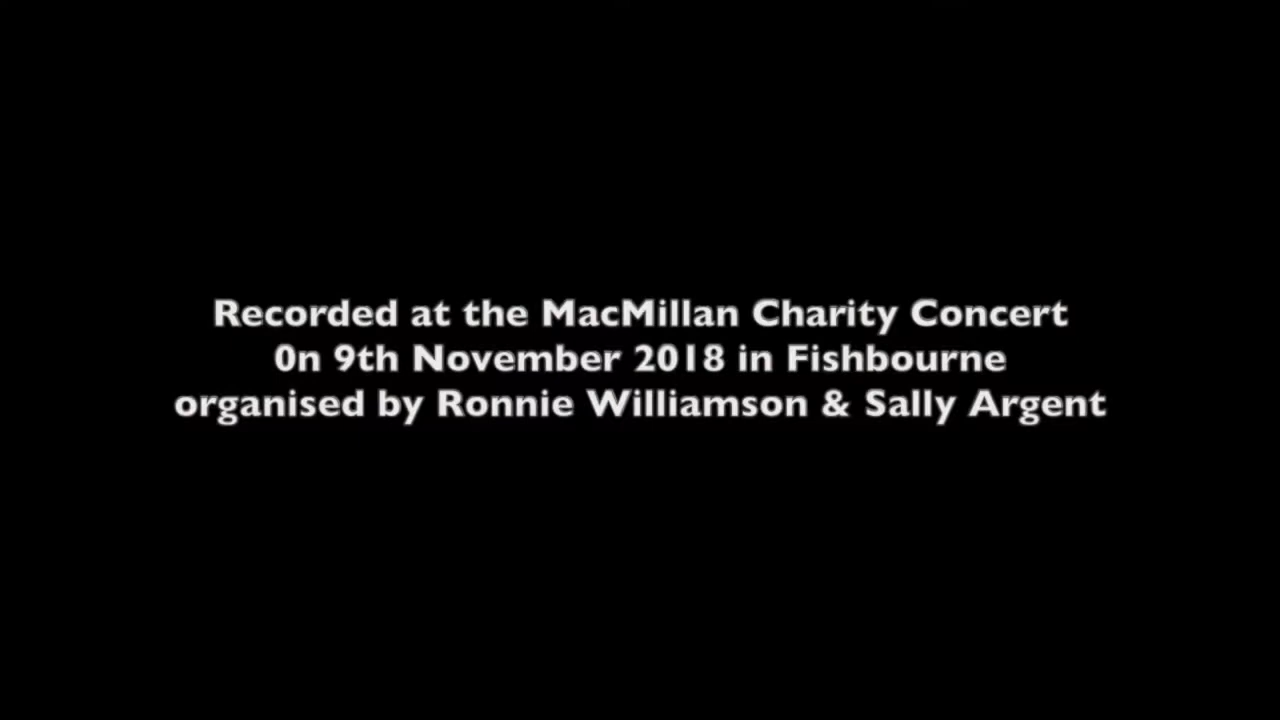 Recorded at the MacMillan Charity Concert
0n 9th November 2018 in Fishbourne
organised by Ronnie Williamson & Sally Argent